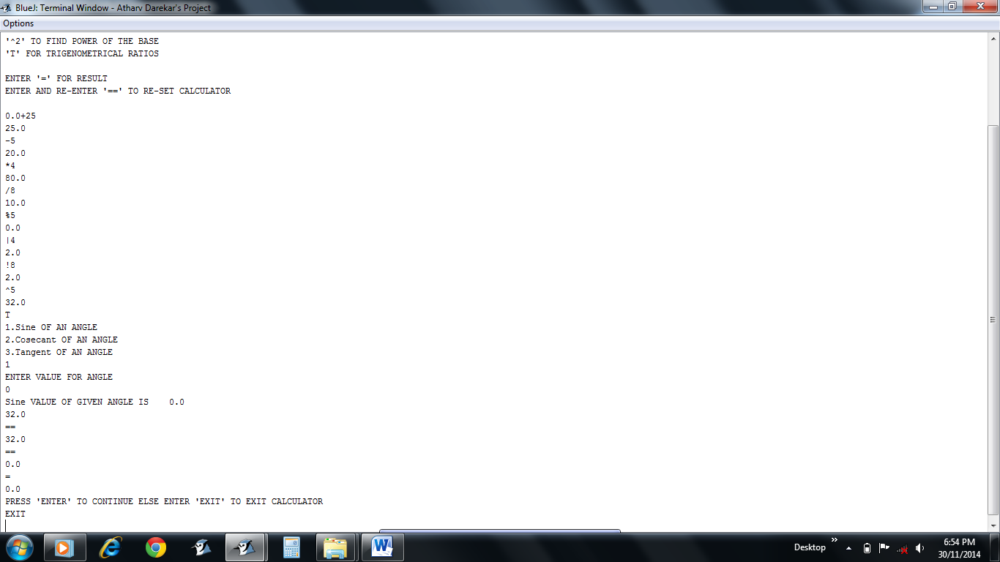 BlueJ: Terminal Window - Atharv Darekar's Project
Options
'^2' TO FIND POWER OF THE BASE
'T' FOR TRIGENOMETRICAL RATIOS
ENTER '=' FOR RESULT
ENTER AND RE-ENTER '==' TO RE-SET CALCULATOR
0.0+25
25.0
-5
20.0
*4
80.0
/8
10.0
%5
0.0
|4
2.0
!8
2.0
^5
32.0
T
1.Sine OF AN ANGLE
2.Cosecant OF AN ANGLE
3.Tangent OF AN ANGLE
1
ENTER VALUE FOR ANGLE
0
Sine VALUE OF GIVEN ANGLE IS    0.0
32.0
==
32.0
==
0.0
=
0.0
PRESS 'ENTER' TO CONTINUE ELSE ENTER 'EXIT' TO EXIT CALCULATOR
EXIT
Desktop
6:54 PM
30/11/2014